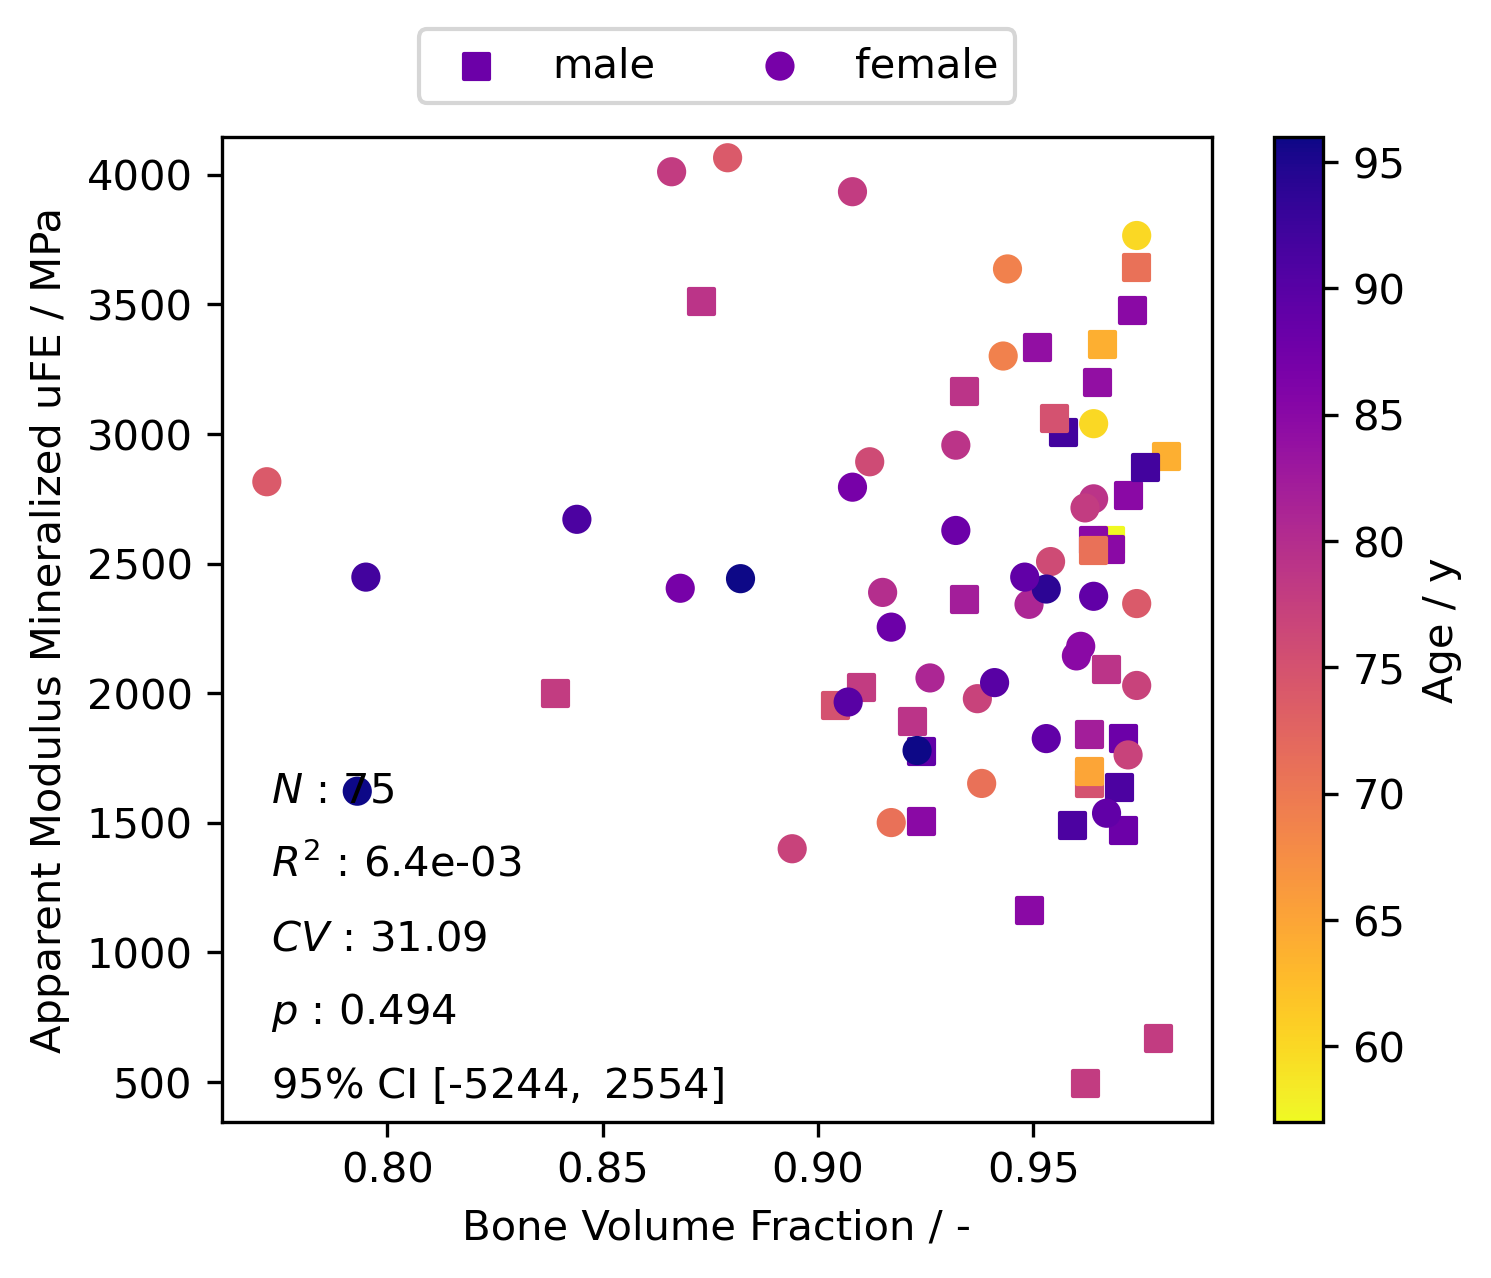 male female
4000
3500
3000
2500
2000
1500
1000
500
Apparent Modulus Mineralized uFE / MPa
N : 75
R² : 6.4e-03
CV : 31.09
p : 0.494
95% CI [-5244, 2554]
0.80 0.85 0.90 0.95
Bone Volume Fraction / -
95
90
85
80
75
70
65
60
Age / y